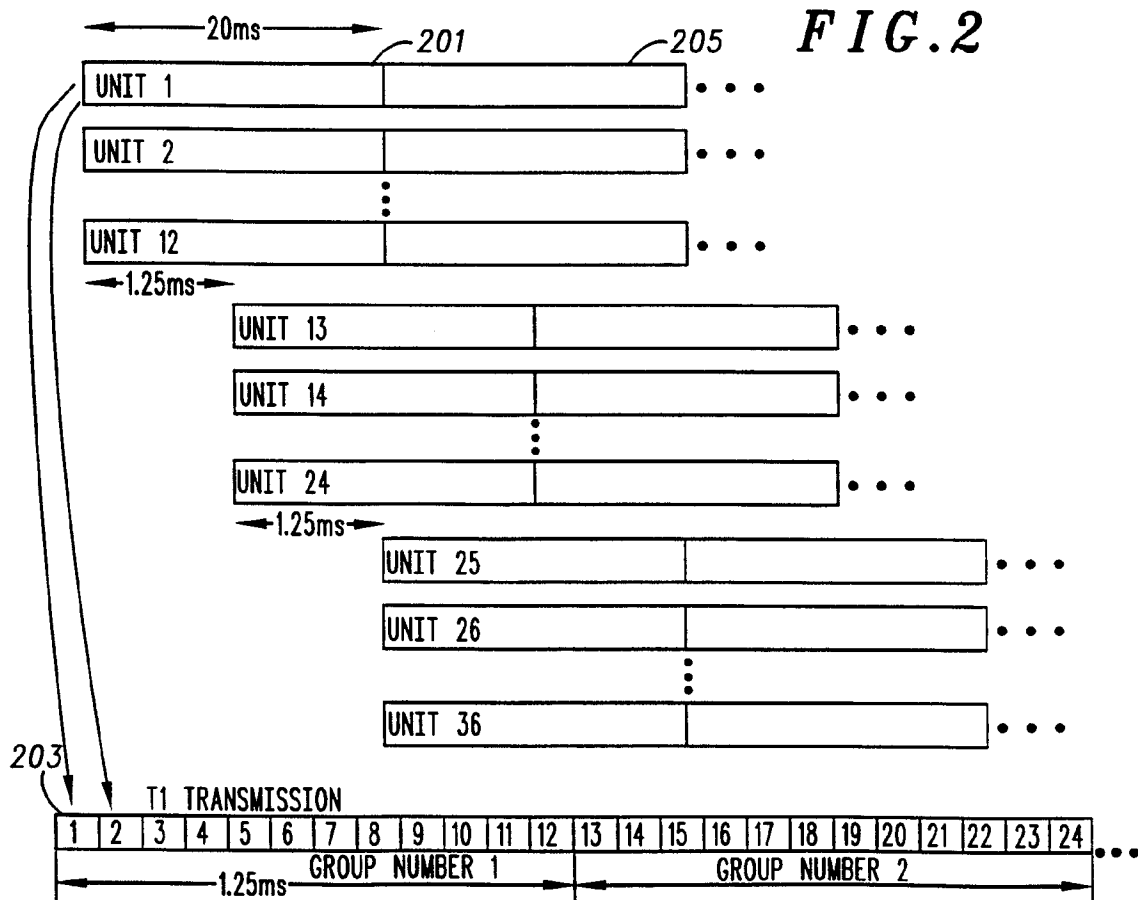 FIG.2
20ms
201
205
UNIT 1
UNIT 2
UNIT 12
1.25ms
UNIT 13
UNIT 14
UNIT 24
1.25ms
UNIT 25
UNIT 26
UNIT 36
203
T1 TRANSMISSION
1 2 3 4 5 6 7 8 9 10 11 12 13 14 15 16 17 18 19 20 21 22 23 24
GROUP NUMBER 1 GROUP NUMBER 2
1.25ms